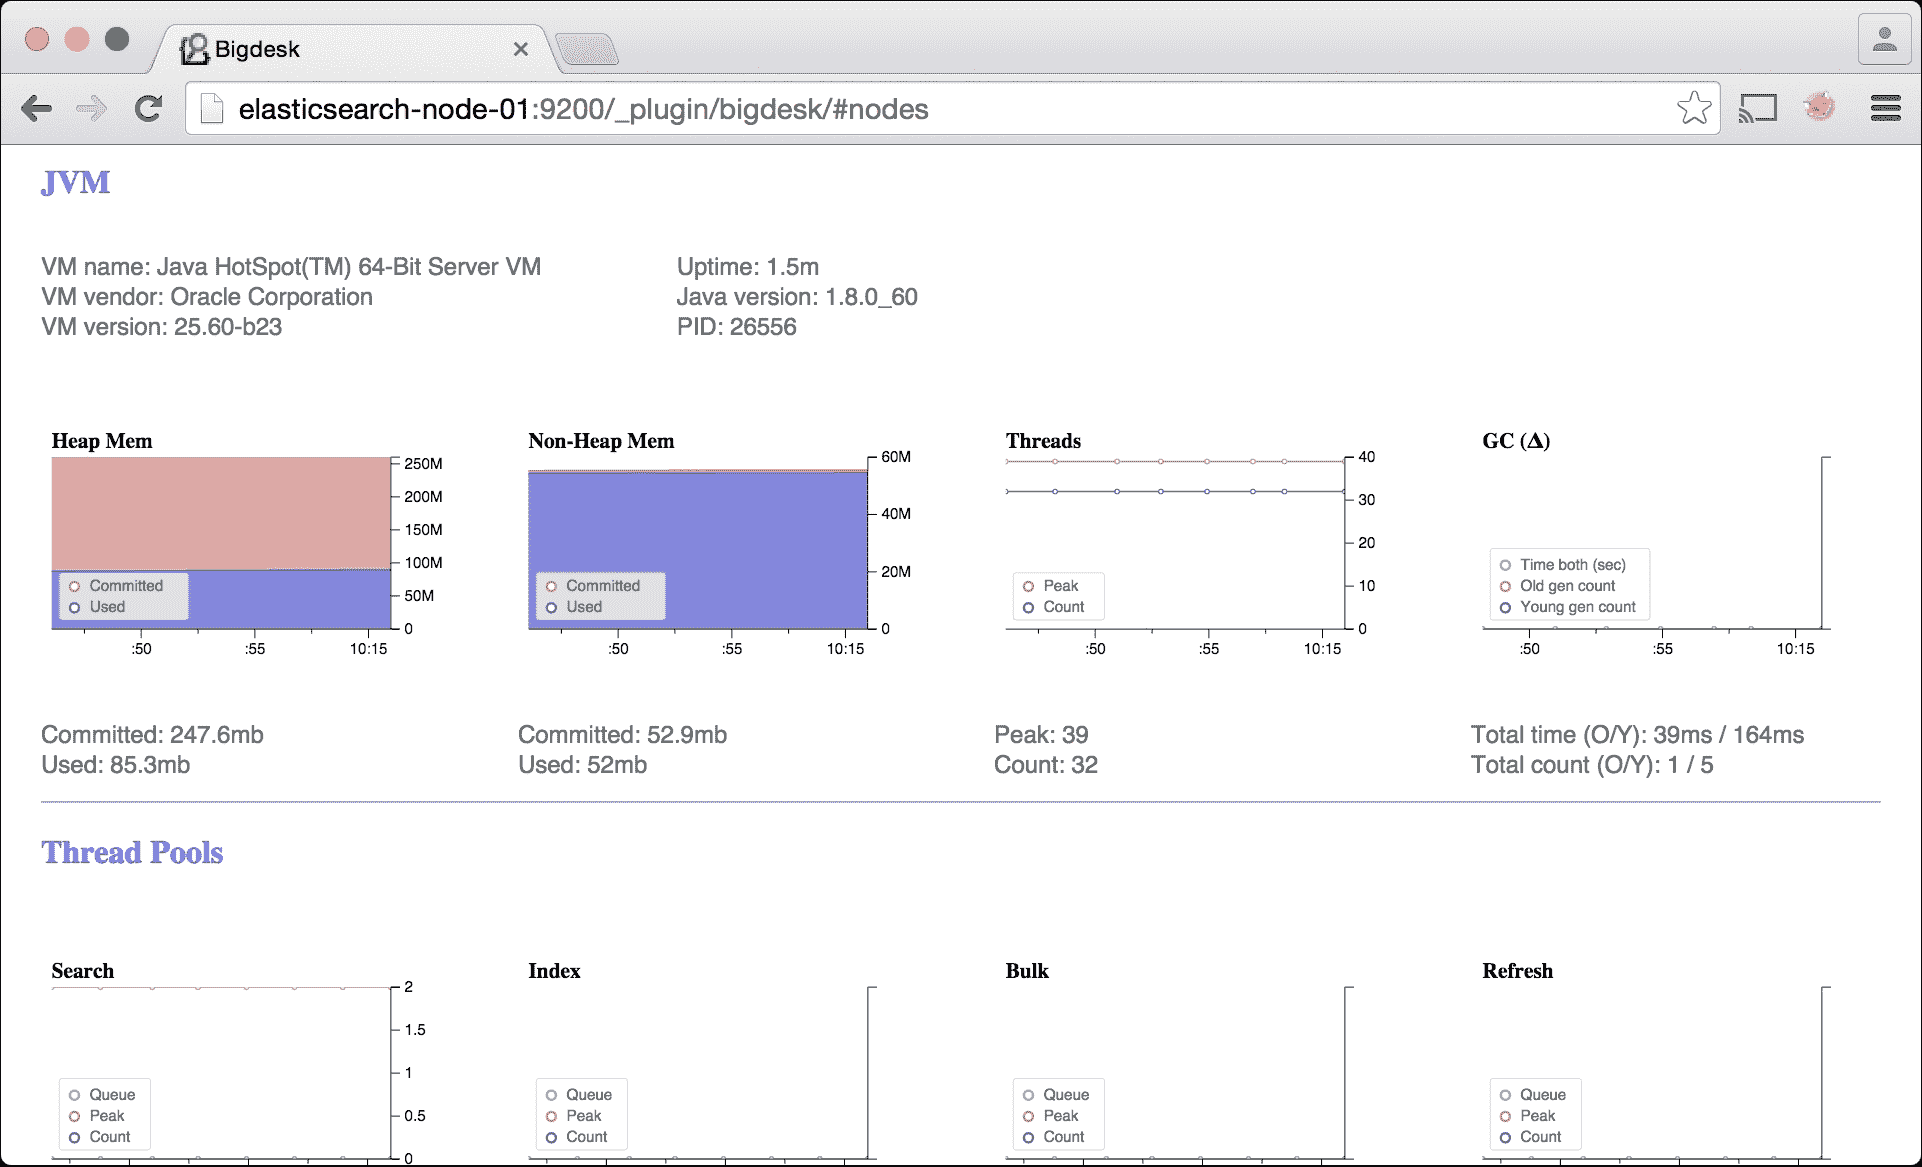 Bigdesk
elasticsearch-node-01:9200/_plugin/bigdesk/#nodes
JVM
VM name: Java HotSpot(TM) 64-Bit Server VM
VM vendor: Oracle Corporation
VM version: 25.60-b23
Uptime: 1.5m
Java version: 1.8.0_60
PID: 26556
Heap Mem
250M
200M
150M
100M
50M
0
Committed
Used
:50 :55 10:15
Committed: 247.6mb
Used: 85.3mb
Non-Heap Mem
60M
40M
20M
0
Committed
Used
:50 :55 10:15
Committed: 52.9mb
Used: 52mb
Threads
40
30
20
10
0
Peak
Count
:50 :55 10:15
Peak: 39
Count: 32
GC (Δ)
Time both (sec)
Old gen count
Young gen count
:50 :55 10:15
Total time (O/Y): 39ms / 164ms
Total count (O/Y): 1 / 5
Thread Pools
Search
2
1.5
1
0.5
0
Queue
Peak
Count
Index
Queue
Peak
Count
Bulk
Queue
Peak
Count
Refresh
Queue
Peak
Count